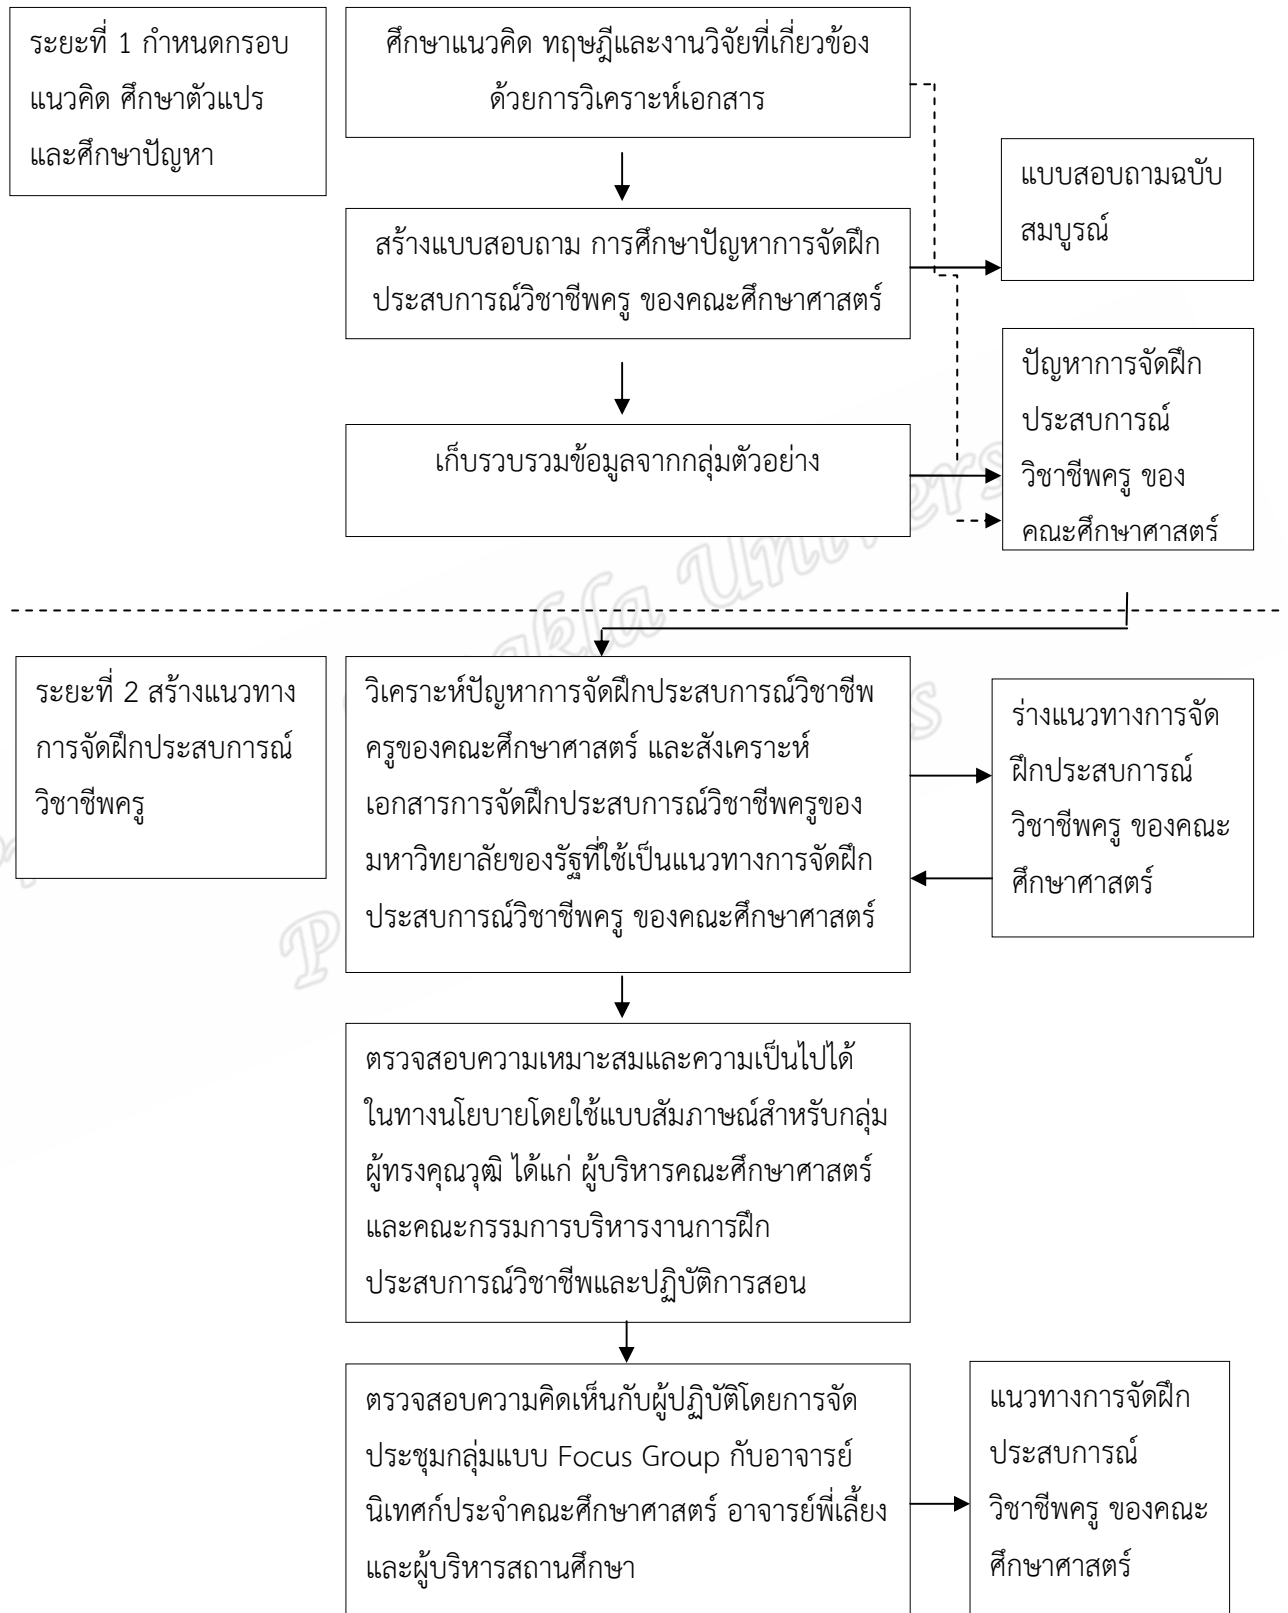 ระยะที่ 1 กำหนดกรอบ
แนวคิด ศึกษาตัวแปร
และศึกษาปัญหา
ศึกษาแนวคิด ทฤษฎีและงานวิจัยที่เกี่ยวข้อง
ด้วยการวิเคราะห์เอกสาร
สร้างแบบสอบถาม การศึกษาปัญหาการจัดฝึก
ประสบการณ์วิชาชีพครู ของคณะศึกษาศาสตร์
แบบสอบถามฉบับ
สมบูรณ์
เก็บรวบรวมข้อมูลจากกลุ่มตัวอย่าง
ปัญหาการจัดฝึก
ประสบการณ์
วิชาชีพครู ของ
คณะศึกษาศาสตร์
ระยะที่ 2 สร้างแนวทาง
การจัดฝึกประสบการณ์
วิชาชีพครู
วิเคราะห์ปัญหาการจัดฝึกประสบการณ์วิชาชีพ
ครูของคณะศึกษาศาสตร์ และสังเคราะห์
เอกสารการจัดฝึกประสบการณ์วิชาชีพครูของ
มหาวิทยาลัยของรัฐที่ใช้เป็นแนวทางการจัดฝึก
ประสบการณ์วิชาชีพครู ของคณะศึกษาศาสตร์
ร่างแนวทางการจัด
ฝึกประสบการณ์
วิชาชีพครู ของคณะ
ศึกษาศาสตร์
ตรวจสอบความเหมาะสมและความเป็นไปได้
ในทางนโยบายโดยใช้แบบสัมภาษณ์สำหรับกลุ่ม
ผู้ทรงคุณวุฒิ ได้แก่ ผู้บริหารคณะศึกษาศาสตร์
และคณะกรรมการบริหารงานการฝึก
ประสบการณ์วิชาชีพและปฏิบัติการสอน
ตรวจสอบความคิดเห็นกับผู้ปฏิบัติโดยการจัด
ประชุมกลุ่มแบบ Focus Group กับอาจารย์
นิเทศก์ประจำคณะศึกษาศาสตร์ อาจารย์พี่เลี้ยง
และผู้บริหารสถานศึกษา
แนวทางการจัดฝึก
ประสบการณ์
วิชาชีพครู ของคณะ
ศึกษาศาสตร์